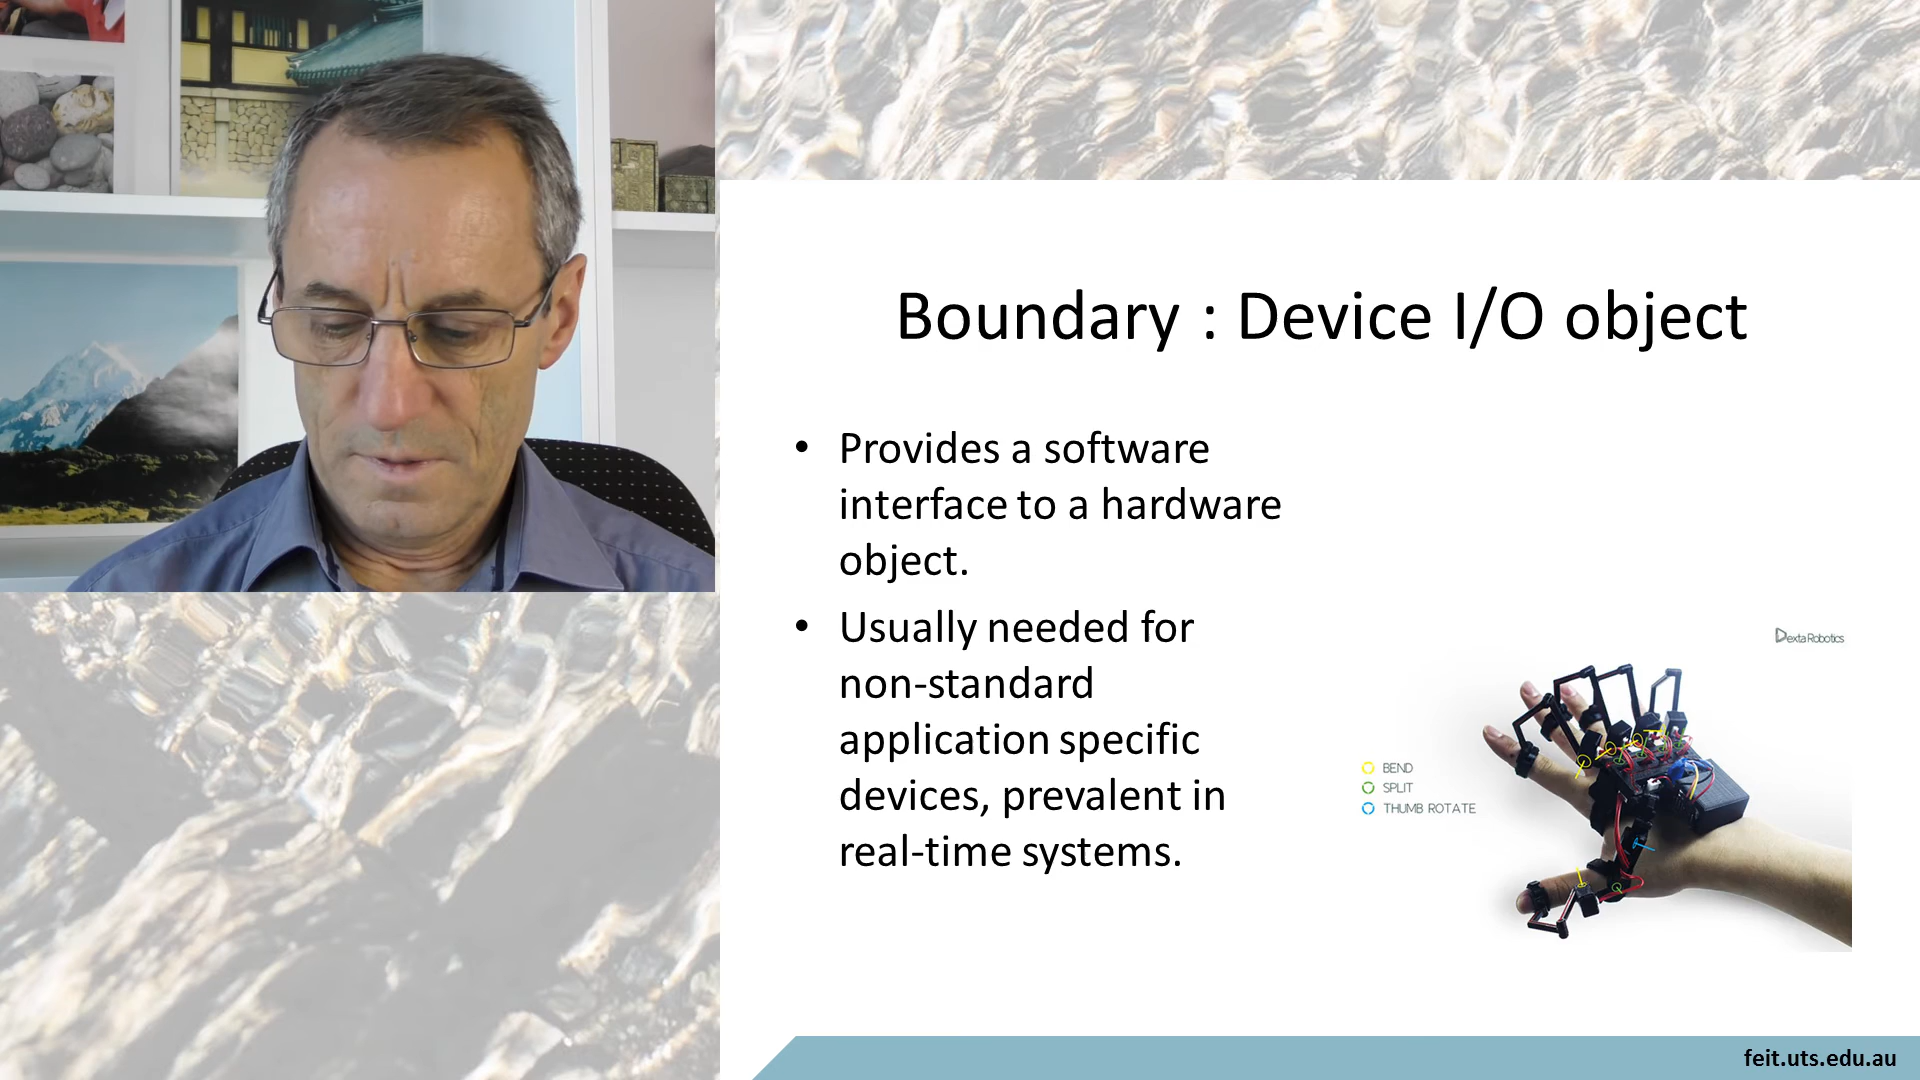 Boundary : Device I/O object
• Provides a software
interface to a hardware
object.
• Usually needed for
non-standard
application specific
devices, prevalent in
real-time systems.
Dexta Robotics
BEND
SPLIT
THUMB ROTATE
feit.uts.edu.au